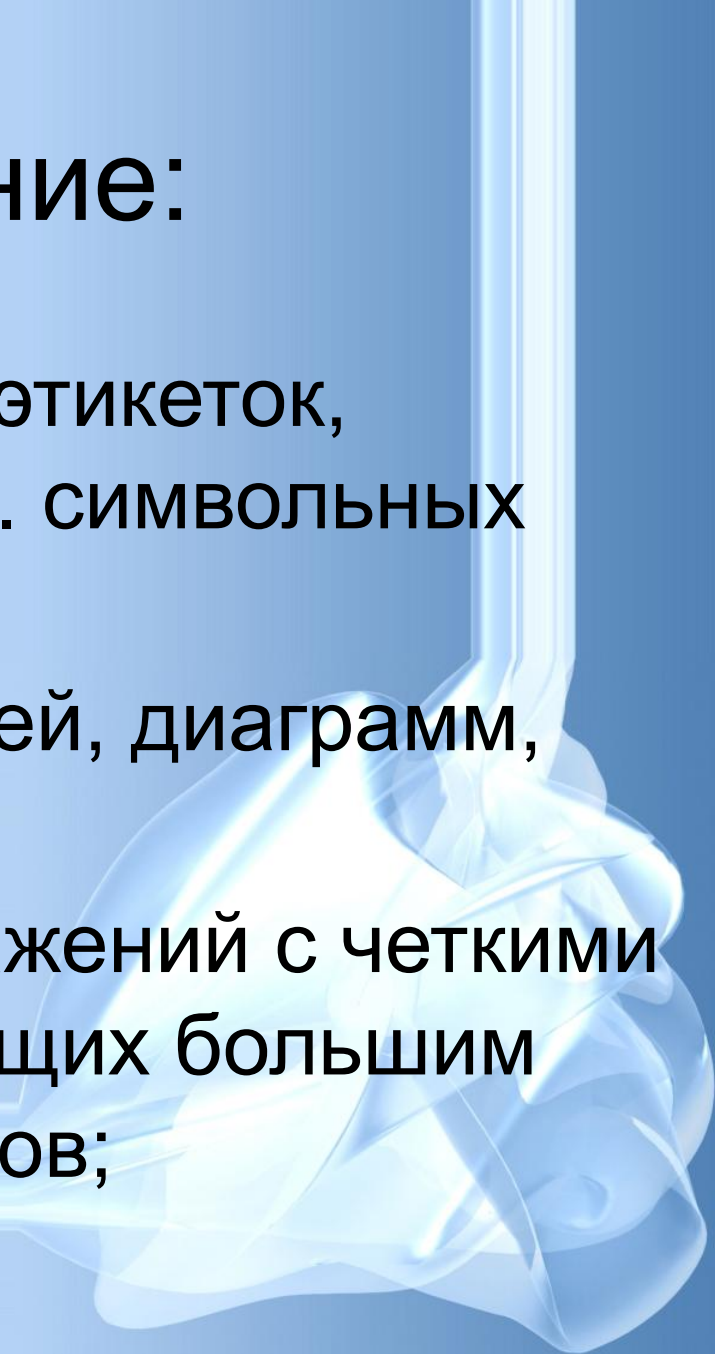 ние:
этикеток,
. символьных
ей, диаграмм,
жений с четкими
щих большим
ов;